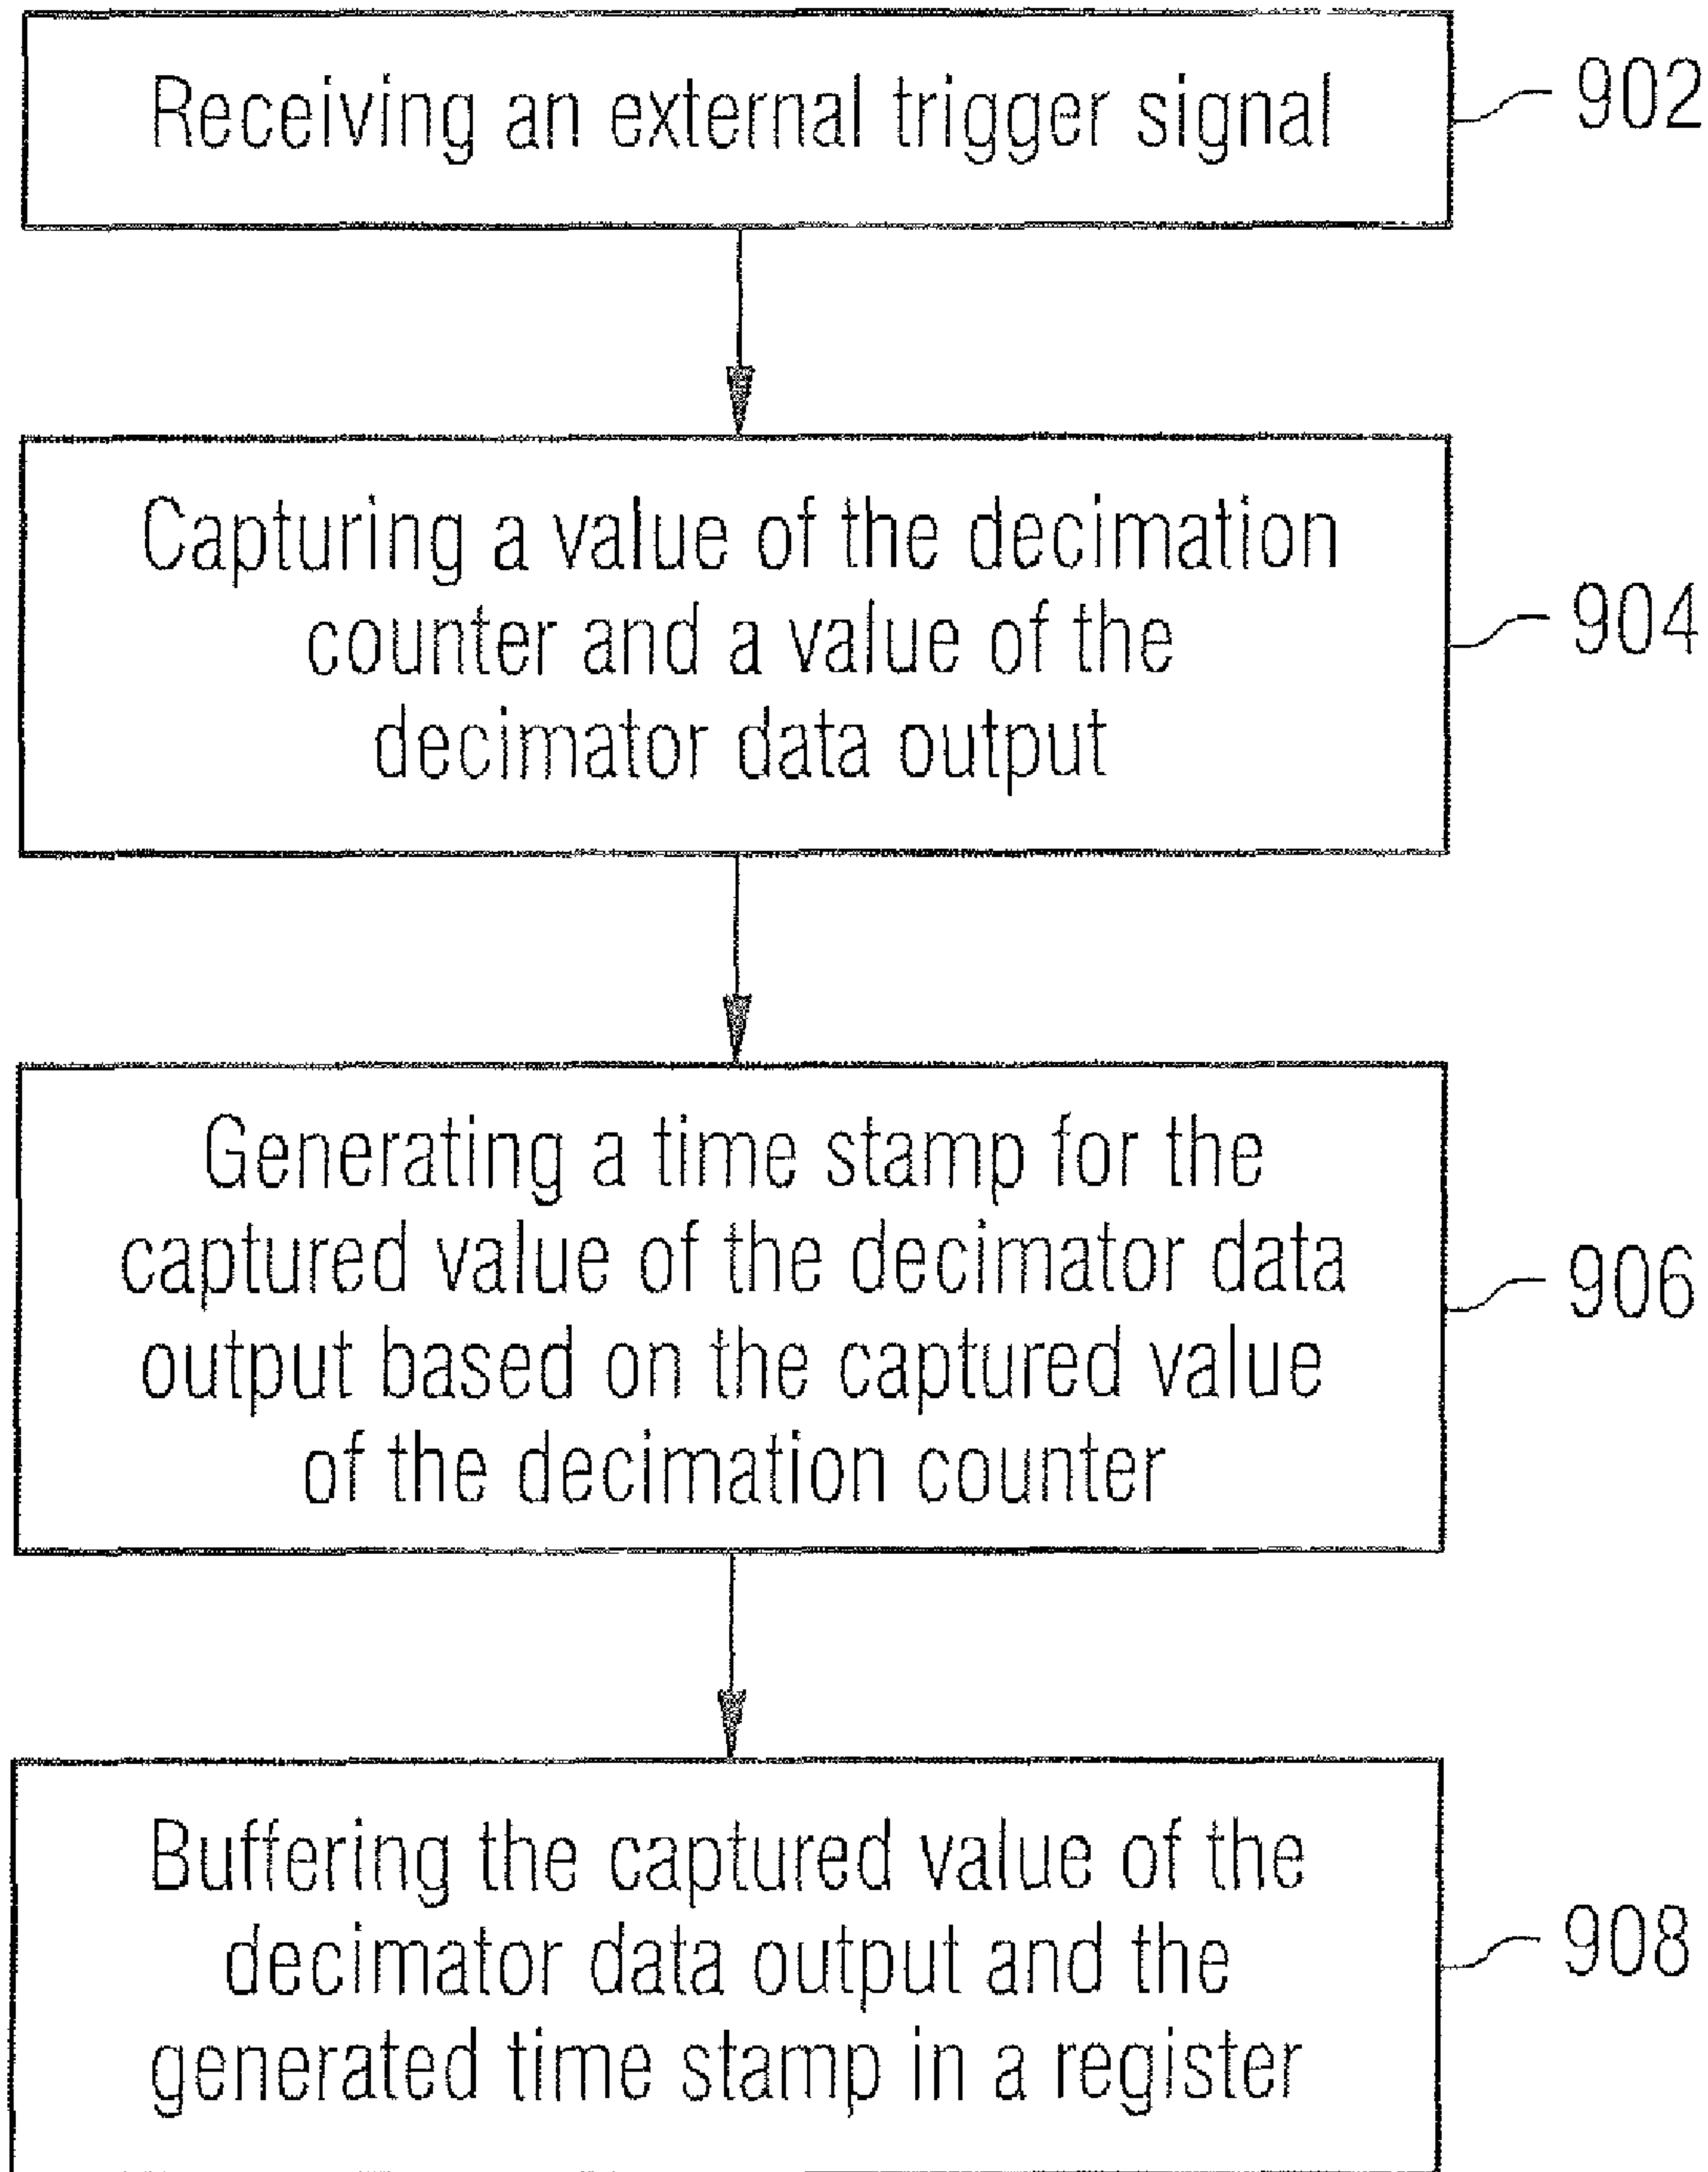 Receiving an external trigger signal
902
Capturing a value of the decimation
counter and a value of the
decimator data output
904
Generating a time stamp for the
captured value of the decimator data
output based on the captured value
of the decimation counter
906
Buffering the captured value of the
decimator data output and the
generated time stamp in a register
908